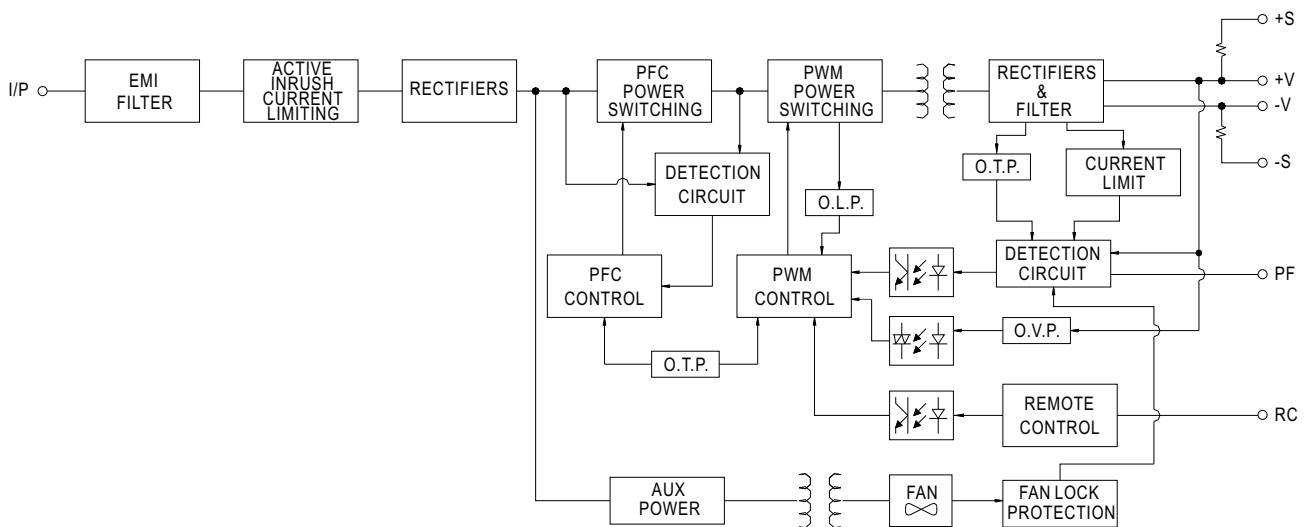 +S
I/P
EMI
FILTER
ACTIVE
INRUSH
CURRENT
LIMITING
RECTIFIERS
PFC
POWER
SWITCHING
PWM
POWER
SWITCHING
RECTIFIERS
&
FILTER
+V
-V
-S
DETECTION
CIRCUIT
O.L.P.
O.T.P.
CURRENT
LIMIT
PFC
CONTROL
PWM
CONTROL
DETECTION
CIRCUIT
PF
O.T.P.
O.V.P.
REMOTE
CONTROL
RC
AUX
POWER
FAN
FAN LOCK
PROTECTION